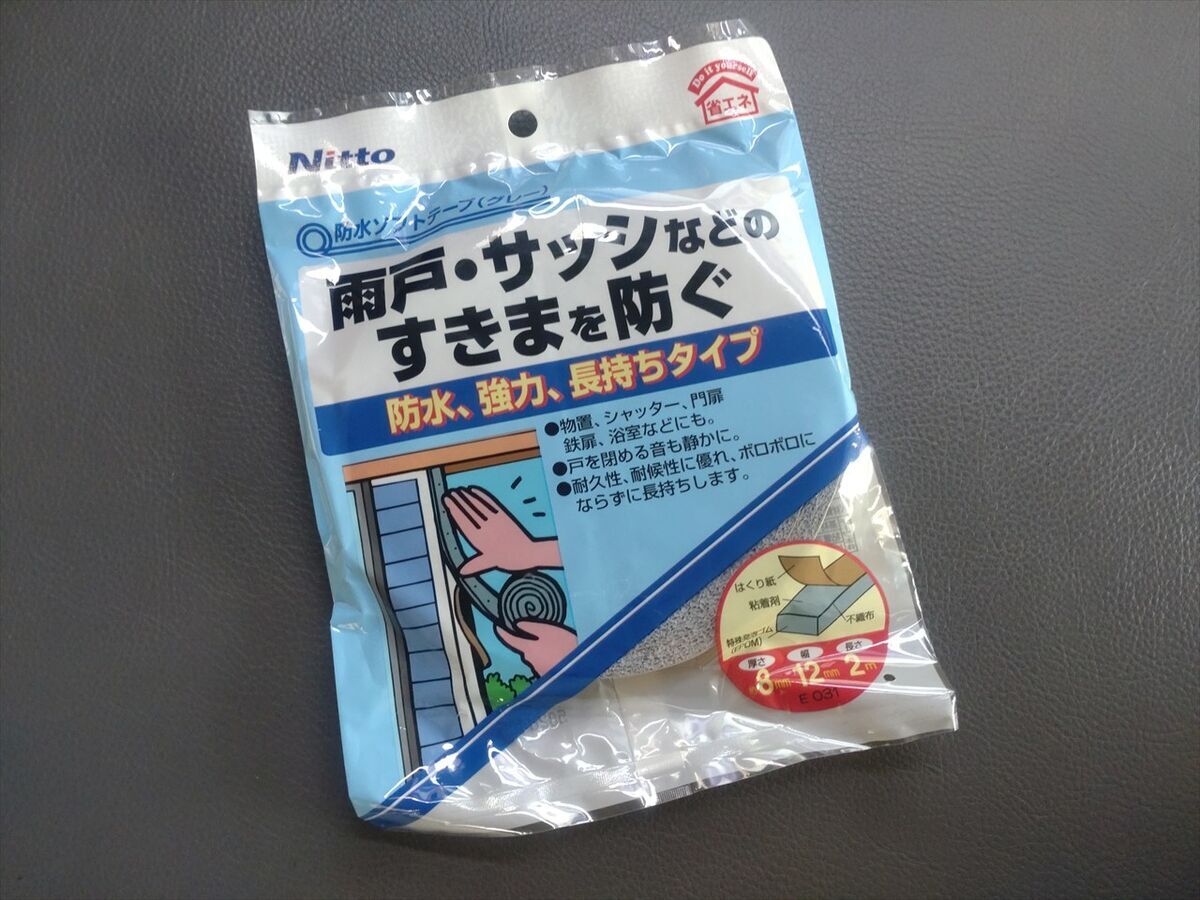 Do it yourself
省エネ
Nitto
防水ソフトテープ(グレー)
雨戸・サッシなどの
すきまを防ぐ
防水、強力、長持ちタイプ
●物置、シャッター、門扉
鉄扉、浴室などにも。
●戸を閉める音も静かに。
●耐久性、耐候性に優れ、ボロボロに
ならずに長持ちします。
はくり紙
粘着剤
不織布
特殊発泡ゴム
(EPDM)
厚さ 幅 長さ
8mm 12mm 2m
E 031